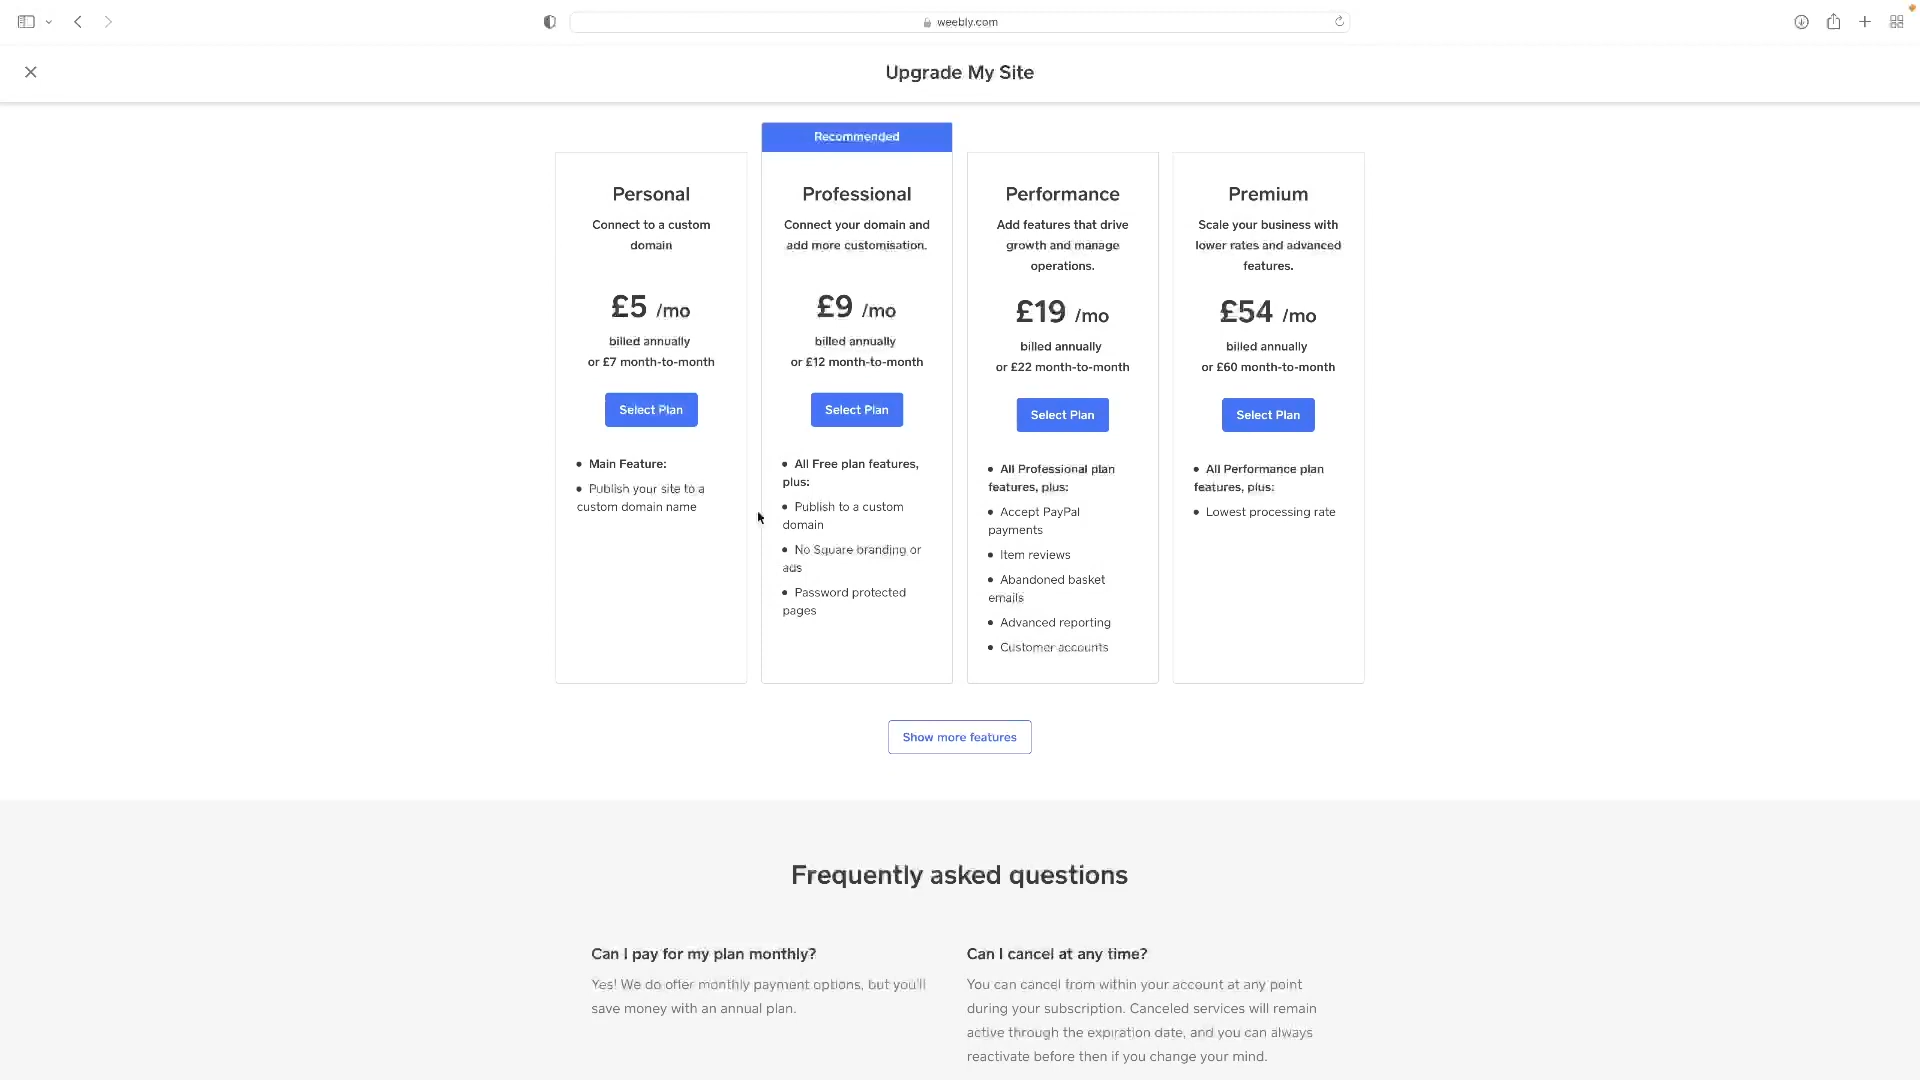 weebly.com
Upgrade My Site
Recommended
Personal
Connect to a custom
domain
£5 /mo
billed annually
or £7 month-to-month
Select Plan
• Main Feature:
• Publish your site to a
custom domain name
Professional
Connect your domain and
add more customisation.
£9 /mo
billed annually
or £12 month-to-month
Select Plan
• All Free plan features,
plus:
• Publish to a custom
domain
• No Square branding or
ads
• Password protected
pages
Performance
Add features that drive
growth and manage
operations.
£19 /mo
billed annually
or £22 month-to-month
Select Plan
• All Professional plan
features, plus:
• Accept PayPal
payments
• Item reviews
• Abandoned basket
emails
• Advanced reporting
• Customer accounts
Premium
Scale your business with
lower rates and advanced
features.
£54 /mo
billed annually
or £60 month-to-month
Select Plan
• All Performance plan
features, plus:
• Lowest processing rate
Show more features
Frequently asked questions
Can I pay for my plan monthly?
Yes! We do offer monthly payment options, but you'll
save money with an annual plan.
Can I cancel at any time?
You can cancel from within your account at any point
during your subscription. Canceled services will remain
active through the expiration date, and you can always
reactivate before then if you change your mind.